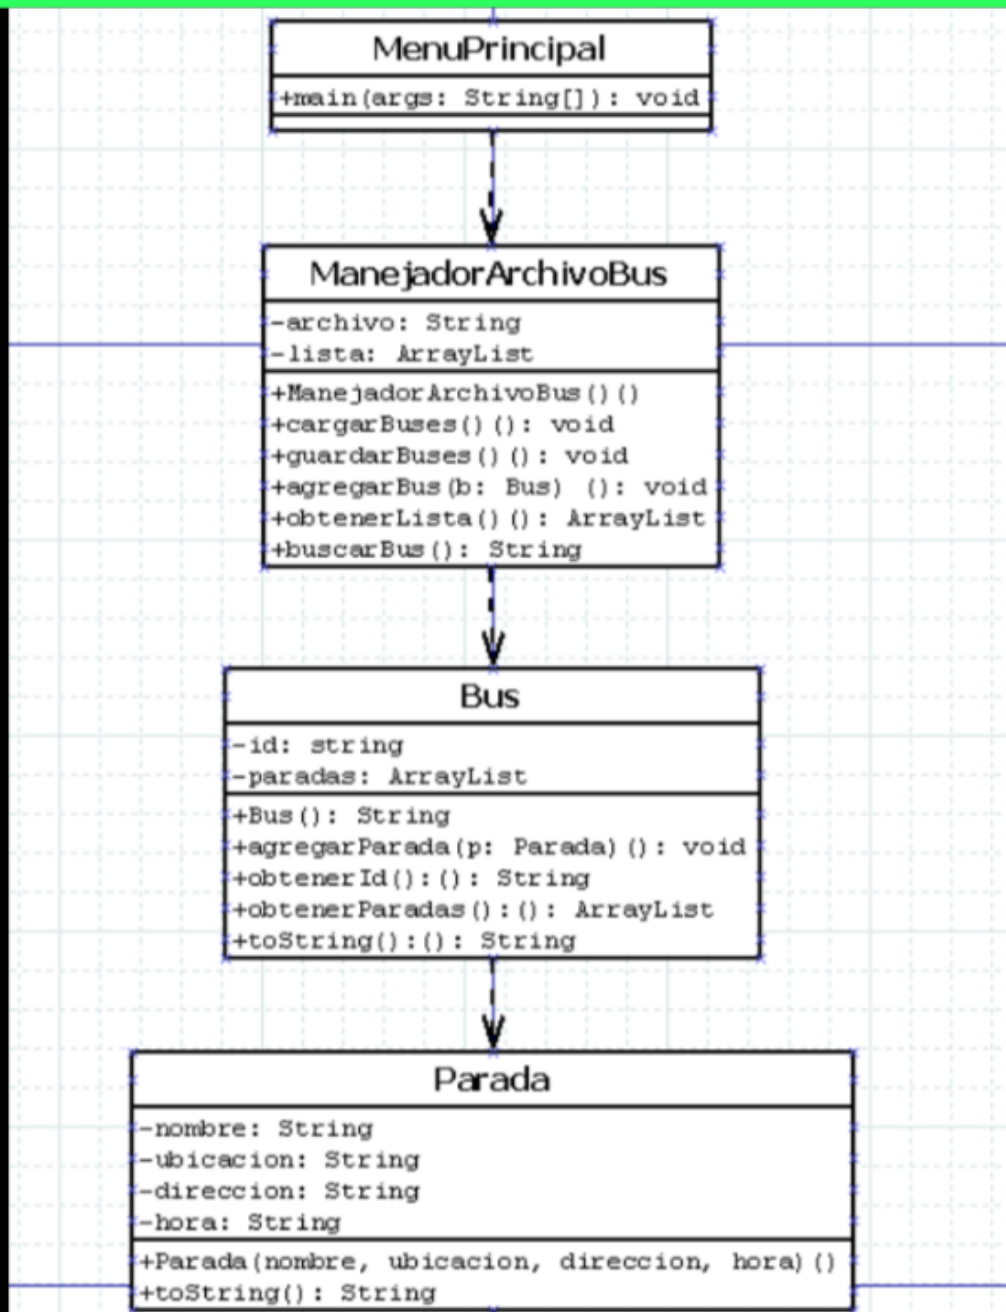 MenuPrincipal
+main(args: String[]): void
ManejadorArchivoBus
-archivo: String
-lista: ArrayList
+ManejadorArchivoBus()()
+cargarBuses()(): void
+guardarBuses()(): void
+agregarBus(b: Bus) (): void
+obtenerLista()(): ArrayList
+buscarBus(): String
Bus
-id: string
-paradas: ArrayList
+Bus(): String
+agregarParada(p: Parada)(): void
+obtenerId():(): String
+obtenerParadas():(): ArrayList
+toString():(): String
Parada
-nombre: String
-ubicacion: String
-direccion: String
-hora: String
+Parada(nombre, ubicacion, direccion, hora)()
+toString(): String